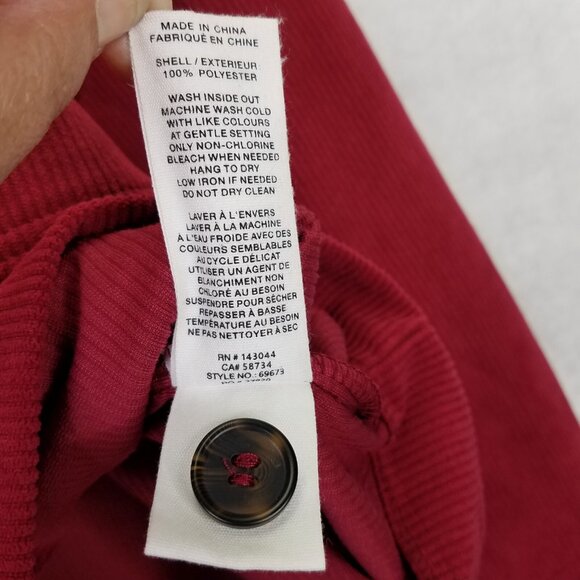 MADE IN CHINA
FABRIQUÉ EN CHINE
SHELL / EXTERIEUR:
100% POLYESTER
WASH INSIDE OUT
MACHINE WASH COLD
WITH LIKE COLOURS
AT GENTLE SETTING
ONLY NON-CHLORINE
BLEACH WHEN NEEDED
HANG TO DRY
LOW IRON IF NEEDED
DO NOT DRY CLEAN
LAVER À L'ENVERS
LAVER À LA MACHINE
À L'EAU FROIDE AVEC DES
COULEURS SEMBLABLES
AU CYCLE DÉLICAT
UTILISER UN AGENT DE
BLANCHIMENT NON
CHLORÉ AU BESOIN
SUSPENDRE POUR SÉCHER
REPASSER À BASSE
TEMPÉRATURE AU BESOIN
NE PAS NETTOYER À SEC
RN # 143044
CA# 58734
STYLE NO.: 69673